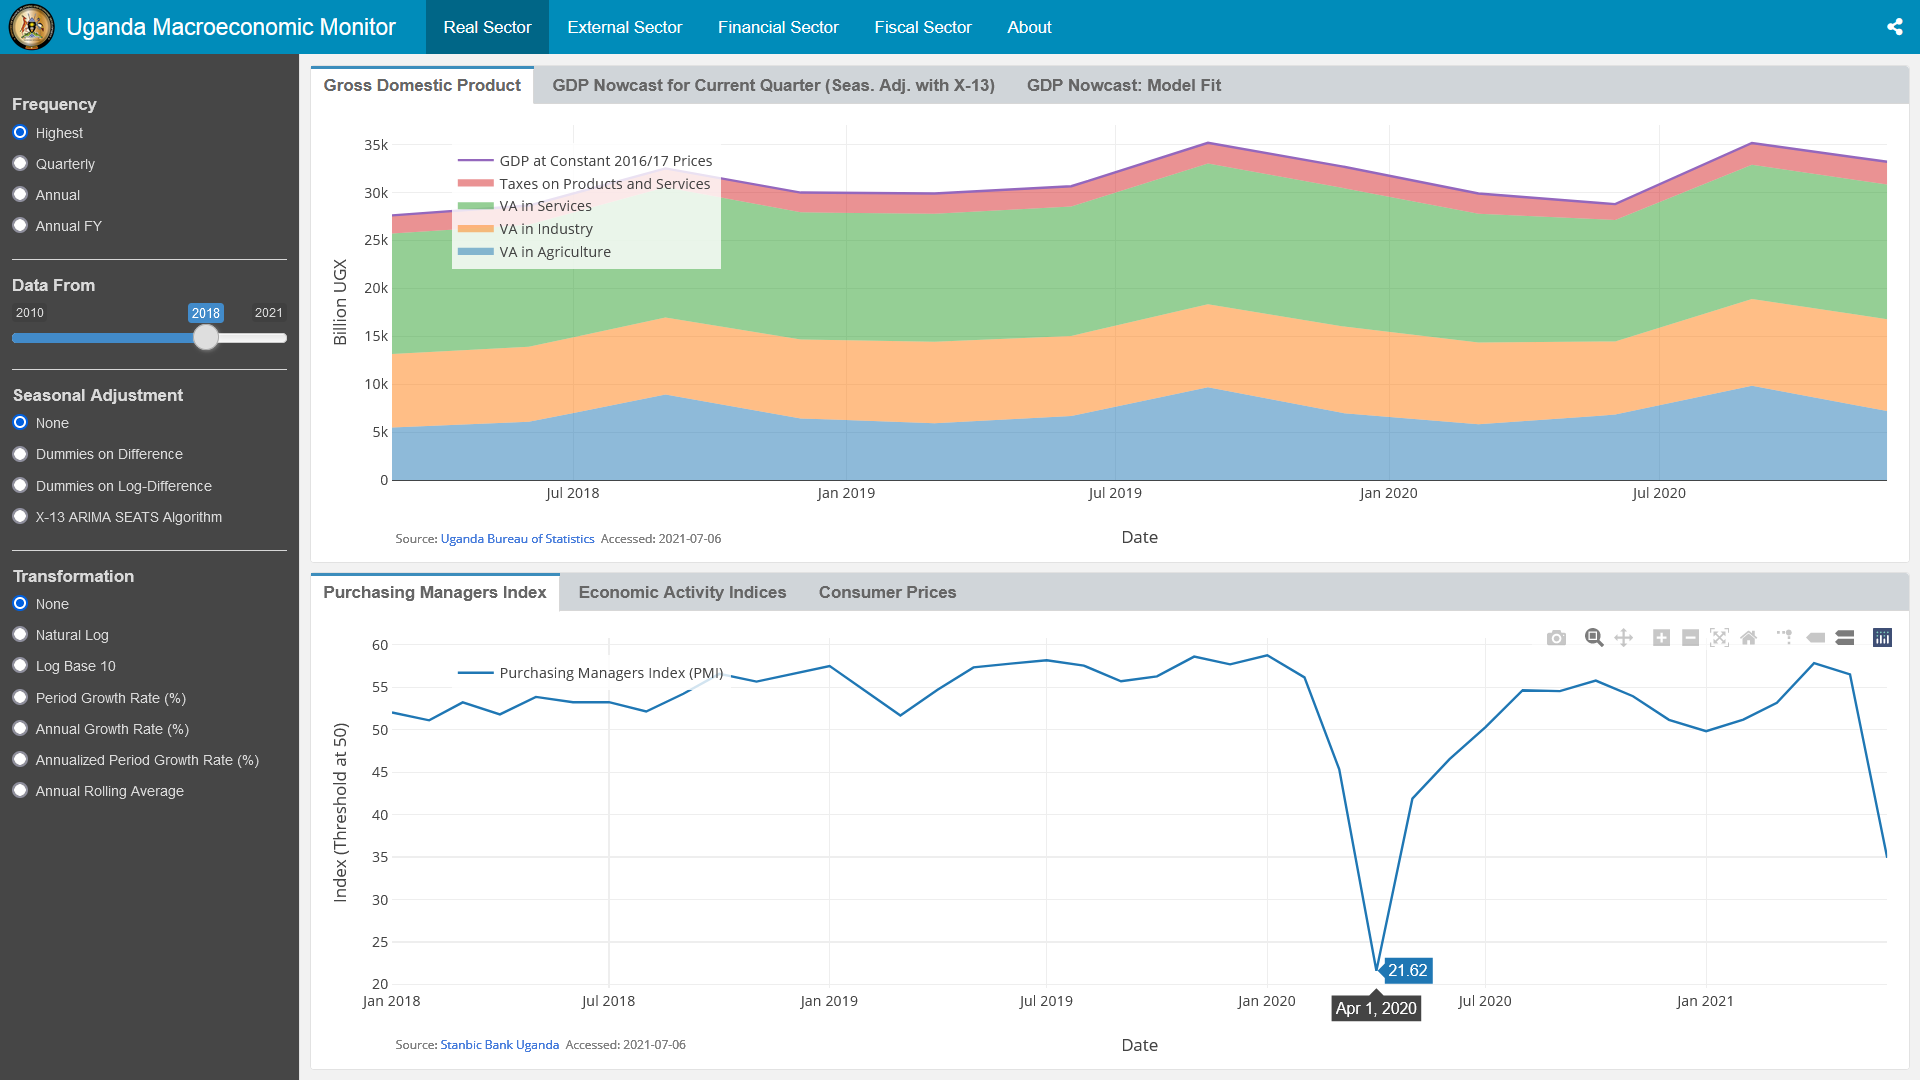 Uganda Macroeconomic Monitor
Real Sector
External Sector
Financial Sector
Fiscal Sector
About
Frequency
Highest
Quarterly
Annual
Annual FY
Data From
2010
2018
2021
Seasonal Adjustment
None
Dummies on Difference
Dummies on Log-Difference
X-13 ARIMA SEATS Algorithm
Transformation
None
Natural Log
Log Base 10
Period Growth Rate (%)
Annual Growth Rate (%)
Annualized Period Growth Rate (%)
Annual Rolling Average
Gross Domestic Product
GDP Nowcast for Current Quarter (Seas. Adj. with X-13)
GDP Nowcast: Model Fit
35k
30k
25k
20k
15k
10k
5k
0
Billion UGX
GDP at Constant 2016/17 Prices
Taxes on Products and Services
VA in Services
VA in Industry
VA in Agriculture
Jul 2018
Jan 2019
Jul 2019
Jan 2020
Jul 2020
Date
Source: Uganda Bureau of Statistics Accessed: 2021-07-06
Purchasing Managers Index
Economic Activity Indices
Consumer Prices
60
55
50
45
40
35
30
25
20
Index (Threshold at 50)
Purchasing Managers Index (PMI)
21.62
Jan 2018
Jul 2018
Jan 2019
Jul 2019
Jan 2020
Apr 1, 2020
Jul 2020
Jan 2021
Date
Source: Stanbic Bank Uganda Accessed: 2021-07-06